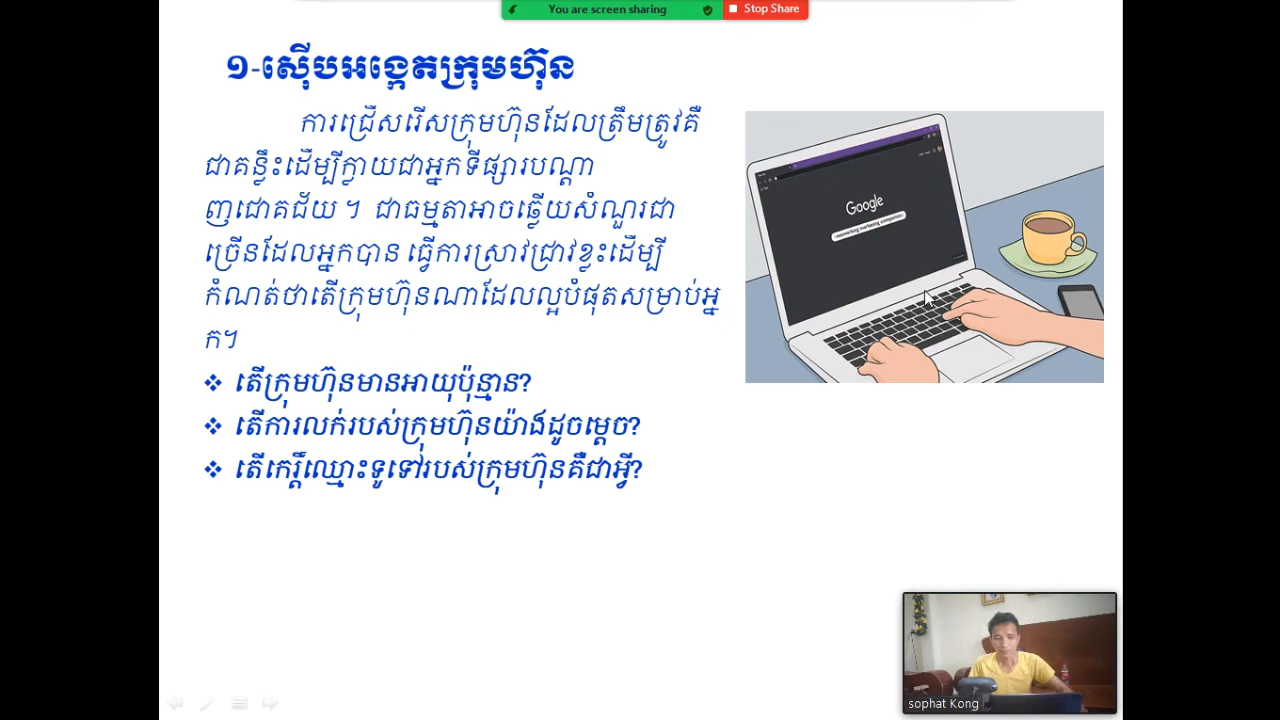 You are screen sharing
Stop Share
១-ស៊ើបអង្កេតក្រុមហ៊ុន
ការជ្រើសរើសក្រុមហ៊ុនដែលត្រឹមត្រូវគឺ
ជាគន្លឹះដើម្បីក្លាយជាអ្នកទីផ្សារបណ្តា
ញជោគជ័យ ។ ជាធម្មតាអាចឆ្លើយសំណួរជា
ច្រើនដែលអ្នកបាន ធ្វើការស្រាវជ្រាវខ្លះដើម្បី
កំណត់ថាតើក្រុមហ៊ុនណាដែលល្អបំផុតសម្រាប់អ្ន
ក។
❖ តើក្រុមហ៊ុនមានអាយុប៉ុន្មាន?
❖ តើការលក់របស់ក្រុមហ៊ុនយ៉ាងដូចម្តេច?
❖ តើកេរ្តិ៍ឈ្មោះទូទៅរបស់ក្រុមហ៊ុនគឺជាអ្វី?
Google
sophat Kong